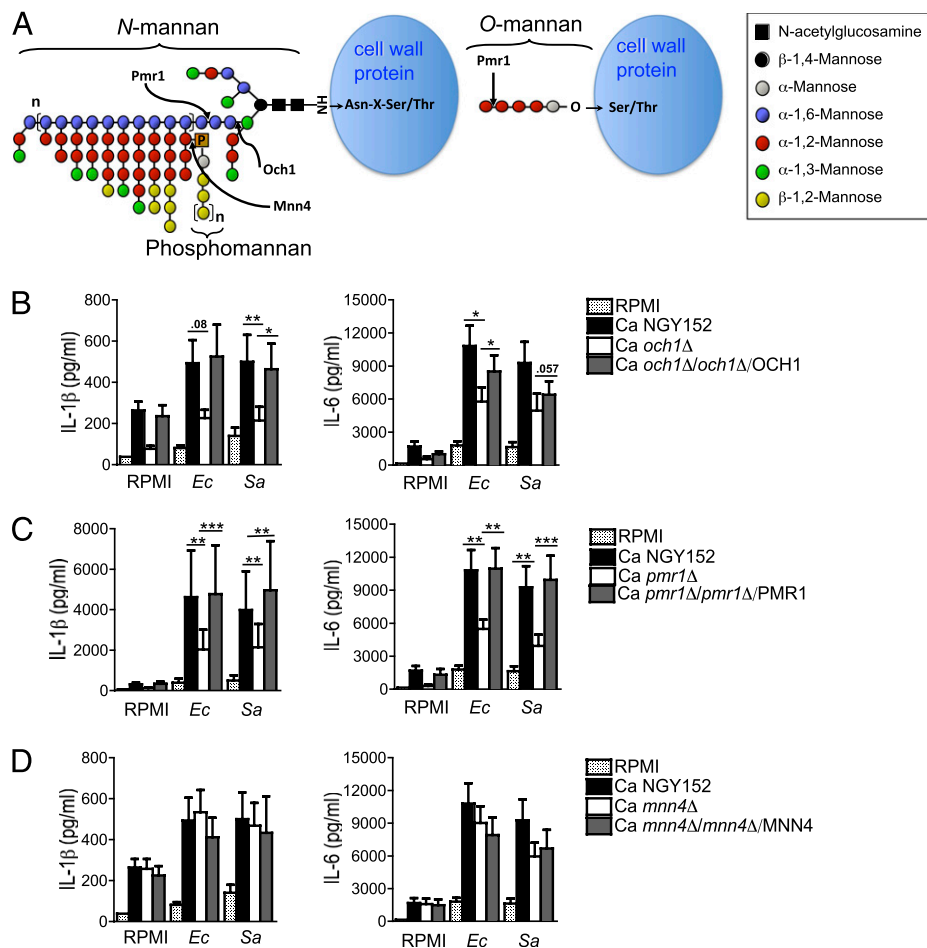 A
N-mannan
O-mannan
Pmr1
n
cell wall
protein
NH
Asn-X-Ser/Thr
P
Och1
Mnn4
n
Phosphomannan
Pmr1
O
cell wall
protein
Ser/Thr
N-acetylglucosamine
β-1,4-Mannose
α-Mannose
α-1,6-Mannose
α-1,2-Mannose
α-1,3-Mannose
β-1,2-Mannose
B
IL-1β (pg/ml)
800
600
400
200
0
.08
**
*
RPMI Ec Sa
IL-6 (pg/ml)
15000
12000
9000
6000
3000
0
*
*
.057
RPMI Ec Sa
RPMI
Ca NGY152
Ca och1Δ
Ca och1Δ/och1Δ/OCH1
C
IL-1β (pg/ml)
8000
6000
4000
2000
0
**
***
**
**
RPMI Ec Sa
IL-6 (pg/ml)
15000
12000
9000
6000
3000
0
**
**
**
***
RPMI Ec Sa
RPMI
Ca NGY152
Ca pmr1Δ
Ca pmr1Δ/pmr1Δ/PMR1
D
IL-1β (pg/ml)
800
600
400
200
0
RPMI Ec Sa
IL-6 (pg/ml)
15000
12000
9000
6000
3000
0
RPMI Ec Sa
RPMI
Ca NGY152
Ca mnn4Δ
Ca mnn4Δ/mnn4Δ/MNN4